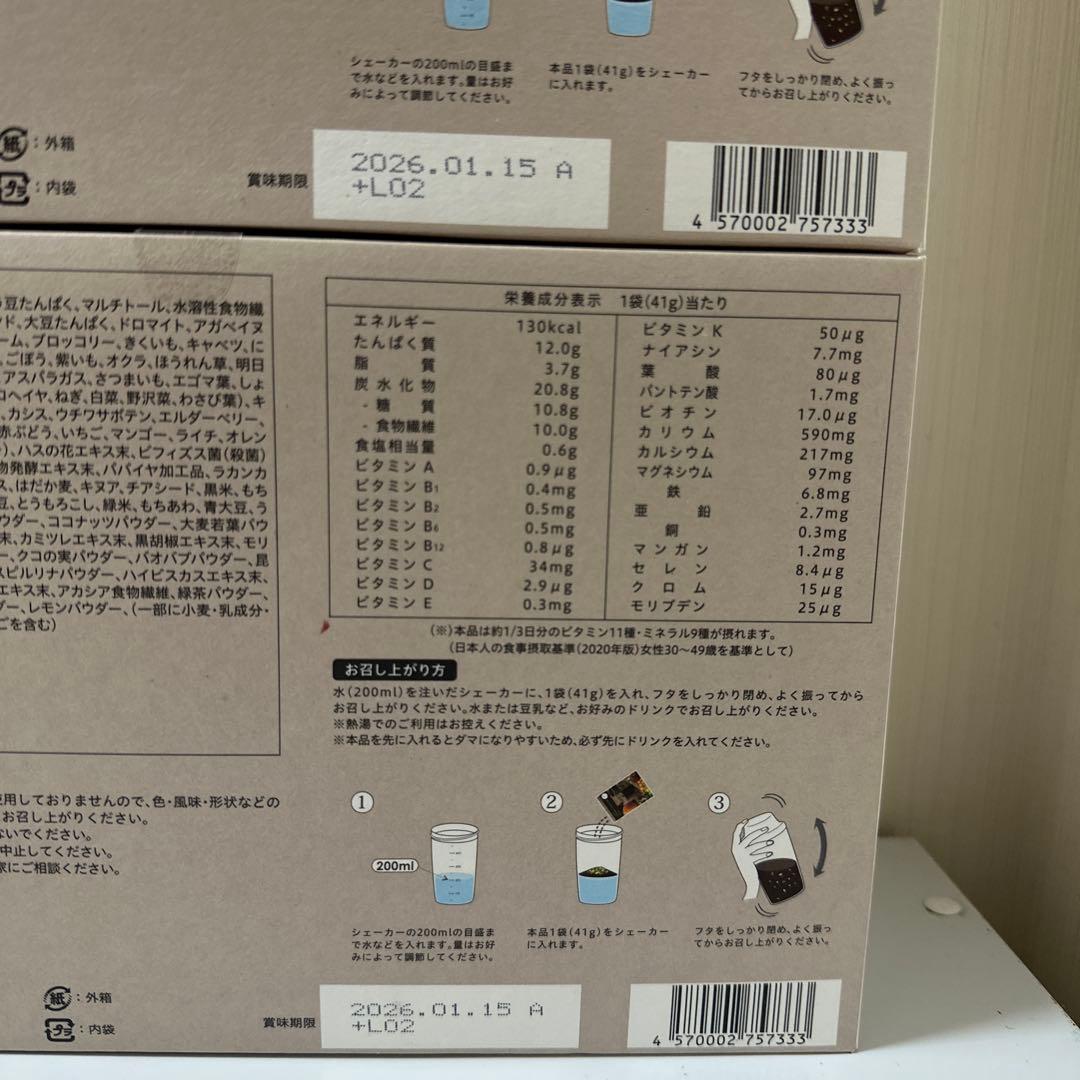 シェーカーの200mlの目盛ま
で水などを入れます。量はお好
みによって調節してください。
本品1袋(41g)をシェーカー
に入れます。
フタをしっかり閉め、よく振っ
てからお召し上がりください。
紙:外箱
プラ:内袋
賞味期限
2026.01.15 A
+L02
4 570002 757333
豆たんぱく、マルチトール、水溶性食物繊
ド、大豆たんぱく、ドロマイト、アガベイヌ
ーム、ブロッコリー、きくいも、キャベツ、に
、ごぼう、紫いも、オクラ、ほうれん草、明日
アスパラガス、さつまいも、エゴマ葉、しょ
コヘイヤ、ねぎ、白菜、野沢菜、わさび葉)、キ
、カシス、ウチワサボテン、エルダーベリー、
赤ぶどう、いちご、マンゴー、ライチ、オレン
)、ハスの花エキス末、ビフィズス菌(殺菌)
物発酵エキス末、パパイヤ加工品、ラカンカ
ス、はだか麦、キヌア、チアシード、黒米、もち
豆、とうもろこし、緑米、もちあわ、青大豆、う
ウダー、ココナッツパウダー、大麦若葉パウ
末、カミツレエキス末、黒胡椒エキス末、モリ
ー、クコの実パウダー、バオバブパウダー、昆
スピルリナパウダー、ハイビスカスエキス末、
エキス末、アカシア食物繊維、緑茶パウダー、
ダー、レモンパウダー、(一部に小麦・乳成分・
ごを含む)
栄養成分表示 1袋(41g)当たり
エネルギー 130kcal
たんぱく質 12.0g
脂質 3.7g
炭水化物 20.8g
- 糖質 10.8g
- 食物繊維 10.0g
食塩相当量 0.6g
ビタミン A 0.9μg
ビタミン B1 0.4mg
ビタミン B2 0.5mg
ビタミン B6 0.5mg
ビタミン B12 0.8μg
ビタミン C 34mg
ビタミン D 2.9μg
ビタミン E 0.3mg
ビタミン K 50μg
ナイアシン 7.7mg
葉酸 80μg
パントテン酸 1.7mg
ビオチン 17.0μg
カリウム 590mg
カルシウム 217mg
マグネシウム 97mg
鉄 6.8mg
亜鉛 2.7mg
銅 0.3mg
マンガン 1.2mg
セレン 8.4μg
クロム 15μg
モリブデン 25μg
(※)本品は約1/3日分のビタミン11種・ミネラル9種が摂れます。
(日本人の食事摂取基準(2020年版)女性30～49歳を基準として)
お召し上がり方
水(200ml)を注いだシェーカーに、1袋(41g)を入れ、フタをしっかり閉め、よく振ってから
お召し上がりください。水または豆乳など、お好みのドリンクでお召し上がりください。
※熱湯でのご利用はお控えください。
※本品を先に入れるとダマになりやすいため、必ず先にドリンクを入れてください。
使用しておりませんので、色・風味・形状などの
お召し上がりください。
ないでください。
中止してください。
家にご相談ください。
1
2
3
200ml
シェーカーの200mlの目盛ま
で水などを入れます。量はお好
みによって調節してください。
本品1袋(41g)をシェーカー
に入れます。
フタをしっかり閉め、よく振っ
てからお召し上がりください。
紙:外箱
プラ:内袋
賞味期限
2026.01.15 A
+L02
4 570002 757333